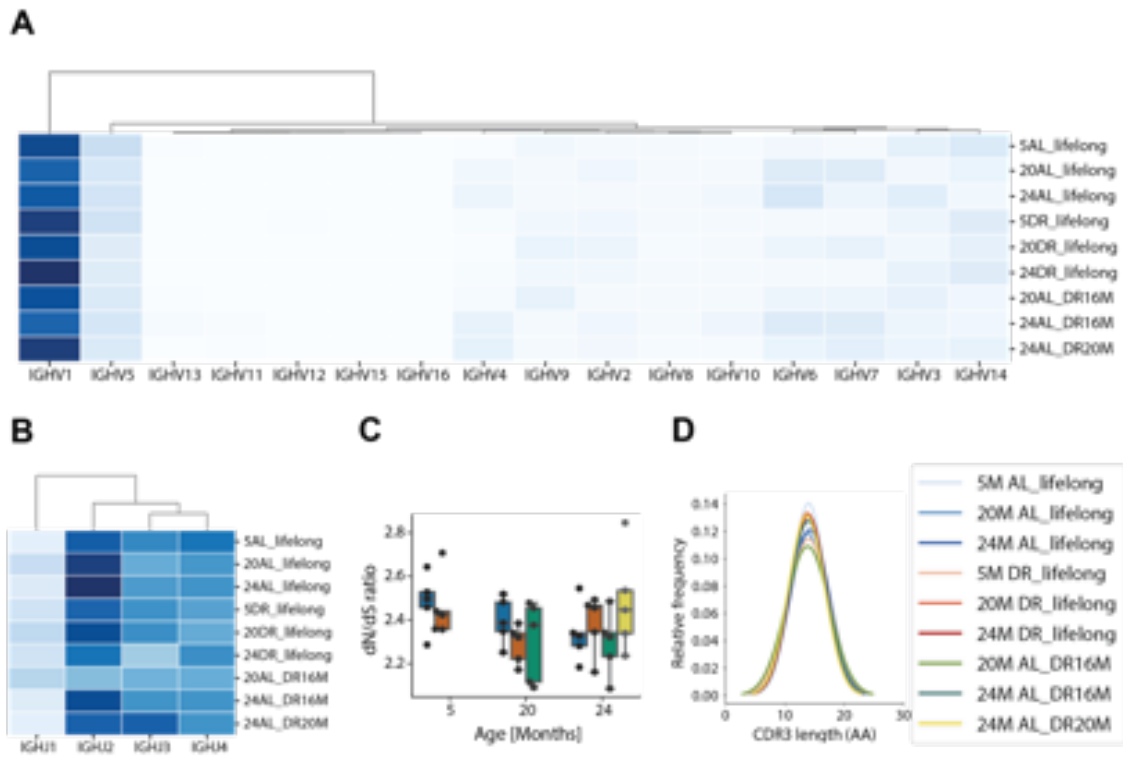 A
5AL_lifelong
20AL_lifelong
24AL_lifelong
5DR_lifelong
20DR_lifelong
24DR_lifelong
20AL_DR16M
24AL_DR16M
24AL_DR20M
IGHV1 IGHV5 IGHV13 IGHV11 IGHV12 IGHV15 IGHV16 IGHV4 IGHV9 IGHV2 IGHV8 IGHV10 IGHV6 IGHV7 IGHV3 IGHV14
B
5AL_lifelong
20AL_lifelong
24AL_lifelong
5DR_lifelong
20DR_lifelong
24DR_lifelong
20AL_DR16M
24AL_DR16M
24AL_DR20M
IGHJ1 IGHJ2 IGHJ3 IGHJ4
C
dN/dS ratio
2.8
2.6
2.4
2.2
5 20 24
Age [Months]
D
Relative frequency
0.14
0.12
0.10
0.08
0.06
0.04
0.02
0.00
0 10 20 30
CDR3 length (AA)
5M AL_lifelong
20M AL_lifelong
24M AL_lifelong
5M DR_lifelong
20M DR_lifelong
24M DR_lifelong
20M AL_DR16M
24M AL_DR16M
24M AL_DR20M